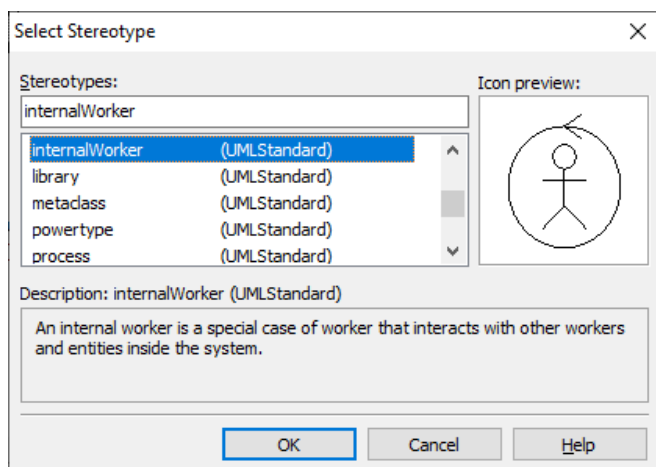 Select Stereotype
Stereotypes:
Icon preview:
internalWorker
internalWorker (UMLStandard)
library (UMLStandard)
metaclass (UMLStandard)
powertype (UMLStandard)
process (UMLStandard)
Description: internalWorker (UMLStandard)
An internal worker is a special case of worker that interacts with other workers
and entities inside the system.
OK Cancel Help